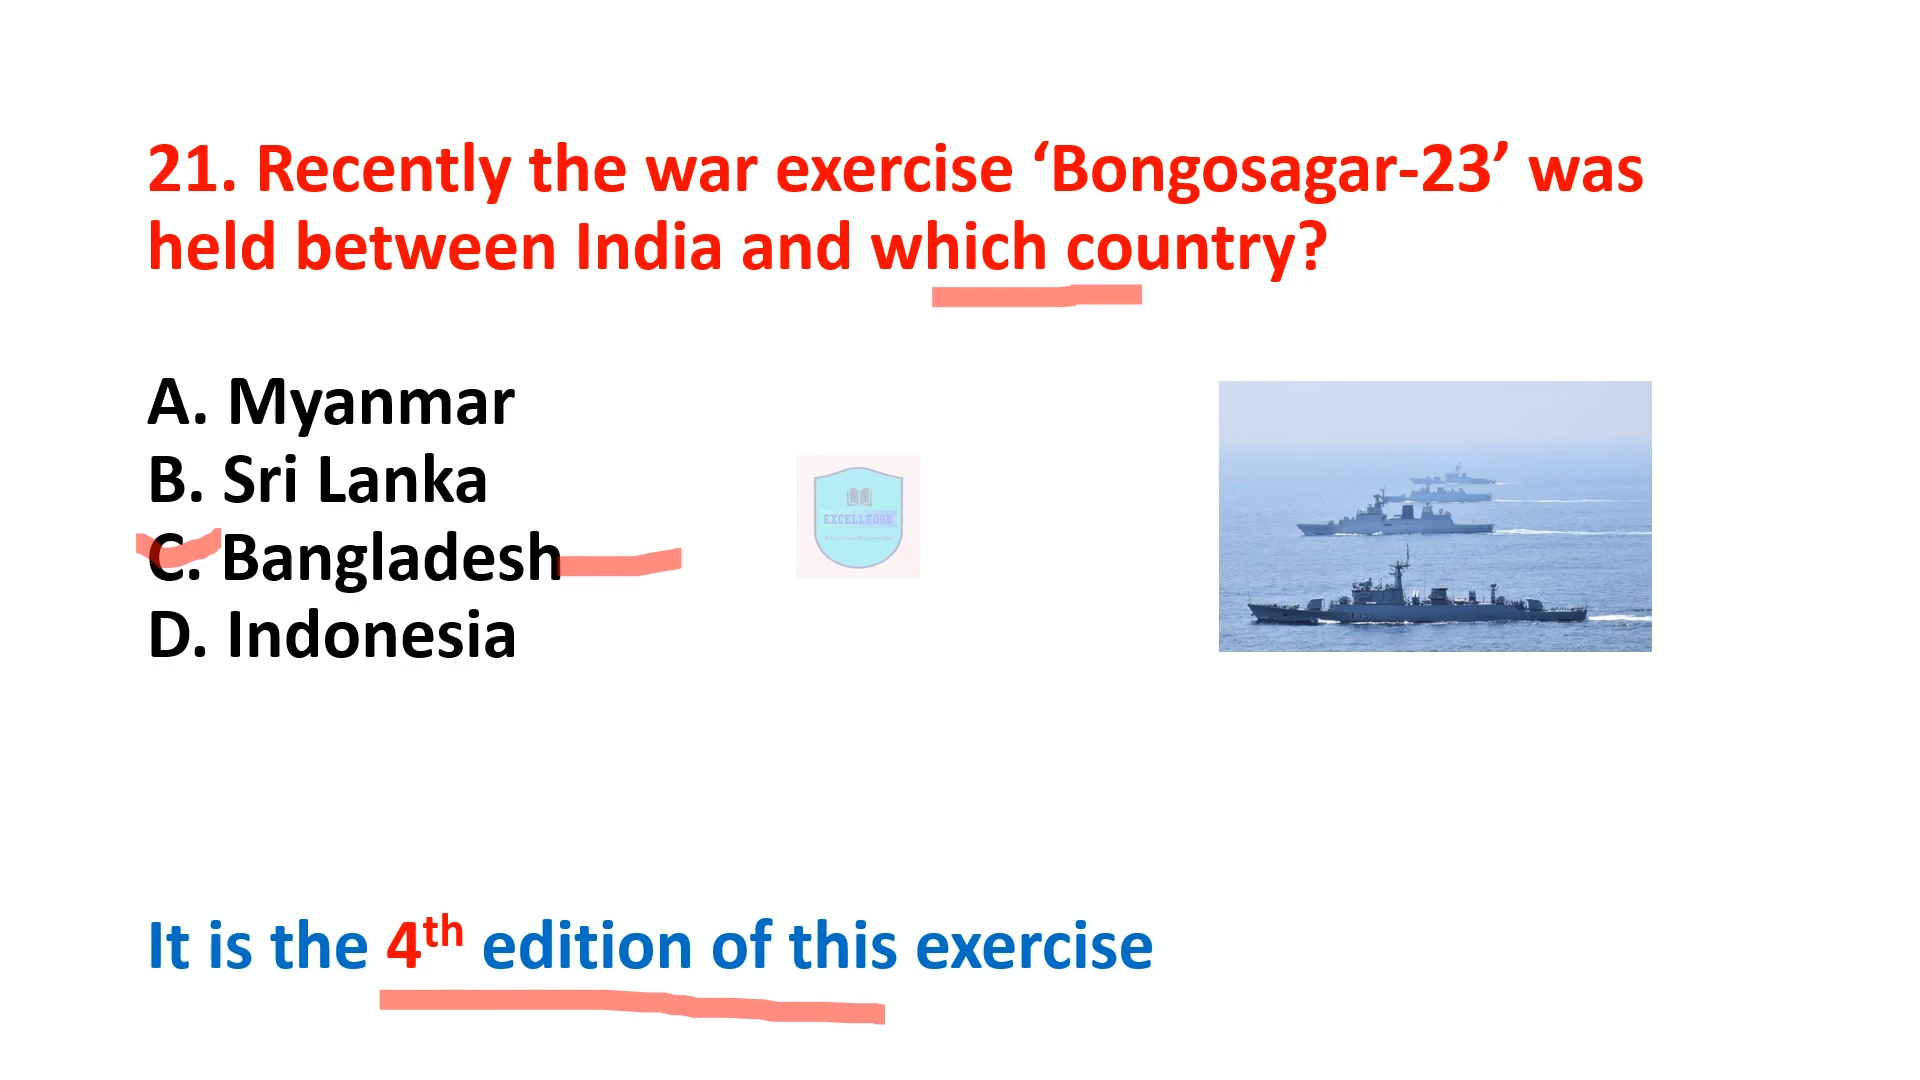 21. Recently the war exercise ‘Bongosagar-23’ was
held between India and which country?
A. Myanmar
B. Sri Lanka
C. Bangladesh
D. Indonesia
EXCELLEDGE
It is the 4th edition of this exercise